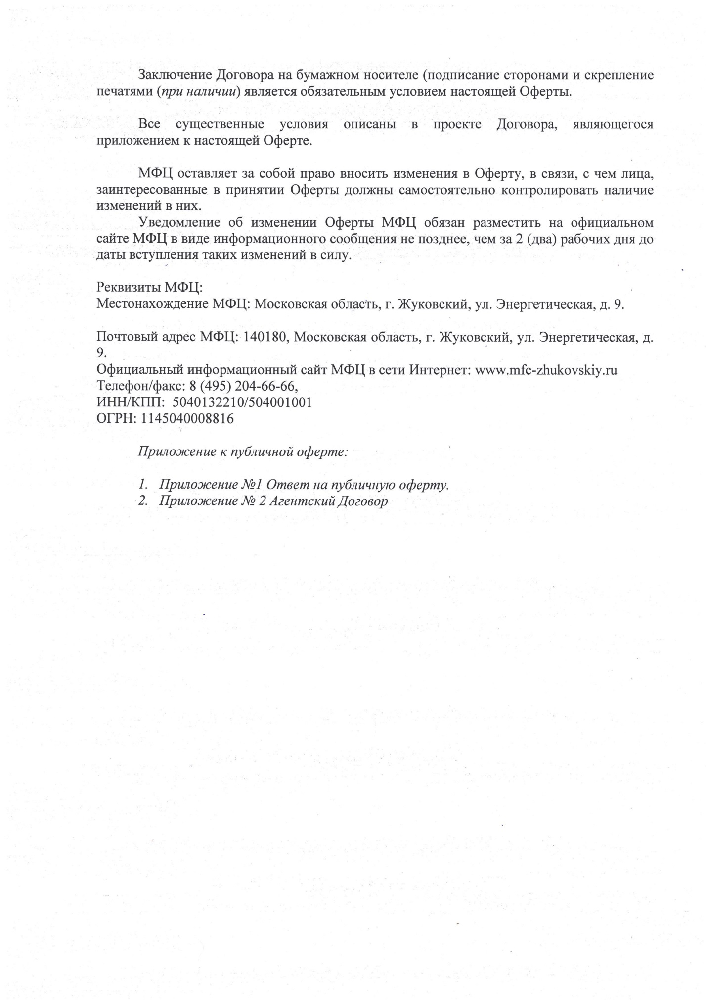 Заключение Договора на бумажном носителе (подписание сторонами и скрепление
печатями (при наличии) является обязательным условием настоящей Оферты.
Все существенные условия описаны в проекте Договора, являющегося
приложением к настоящей Оферте.
МФЦ оставляет за собой право вносить изменения в Оферту, в связи, с чем лица,
заинтересованные в принятии Оферты должны самостоятельно контролировать наличие
изменений в них.
Уведомление об изменении Оферты МФЦ обязан разместить на официальном
сайте МФЦ в виде информационного сообщения не позднее, чем за 2 (два) рабочих дня до
даты вступления таких изменений в силу.
Реквизиты МФЦ:
Местонахождение МФЦ: Московская область, г. Жуковский, ул. Энергетическая, д. 9.
Почтовый адрес МФЦ: 140180, Московская область, г. Жуковский, ул. Энергетическая, д.
9.
Официальный информационный сайт МФЦ в сети Интернет: www.mfc-zhukovskiy.ru
Телефон/факс: 8 (495) 204-66-66,
ИНН/КПП: 5040132210/504001001
ОГРН: 1145040008816
Приложение к публичной оферте:
1. Приложение №1 Ответ на публичную оферту.
2. Приложение № 2 Агентский Договор